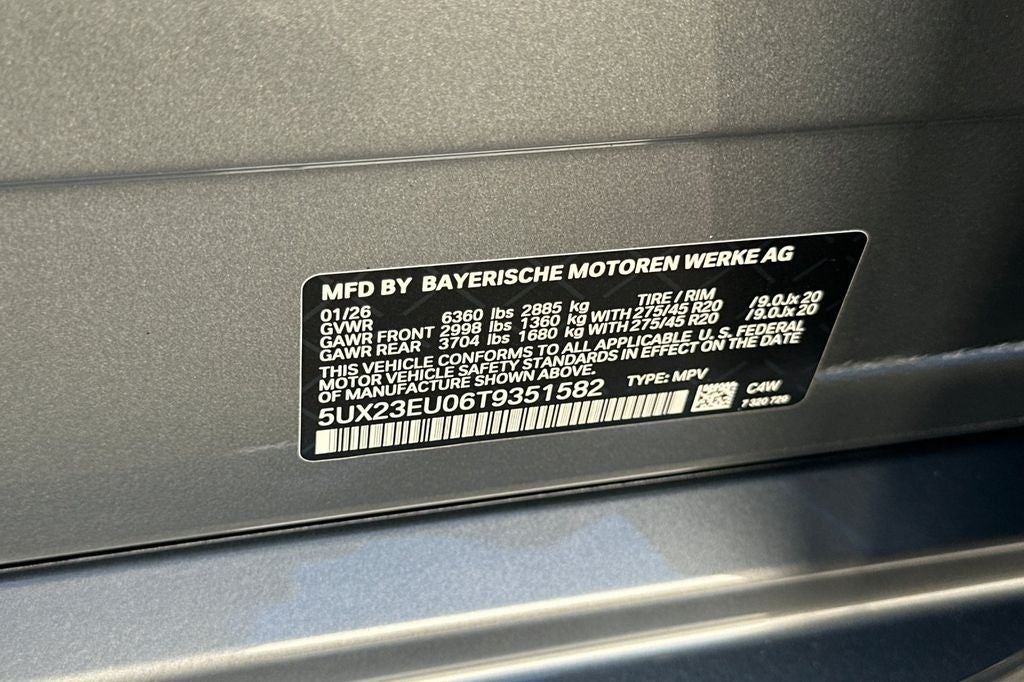 MFD BY BAYERISCHE MOTOREN WERKE AG
01/26 TIRE / RIM
GVWR 6360 lbs 2885 kg
GAWR FRONT 2998 lbs 1360 kg WITH 275/45 R20 / 9.0Jx20
GAWR REAR 3704 lbs 1680 kg WITH 275/45 R20 / 9.0Jx20
THIS VEHICLE CONFORMS TO ALL APPLICABLE U.S. FEDERAL
MOTOR VEHICLE SAFETY STANDARDS IN EFFECT ON THE DATE
OF MANUFACTURE SHOWN ABOVE.
5UX23EU06T9351582 TYPE: MPV
C4W
7 320 720